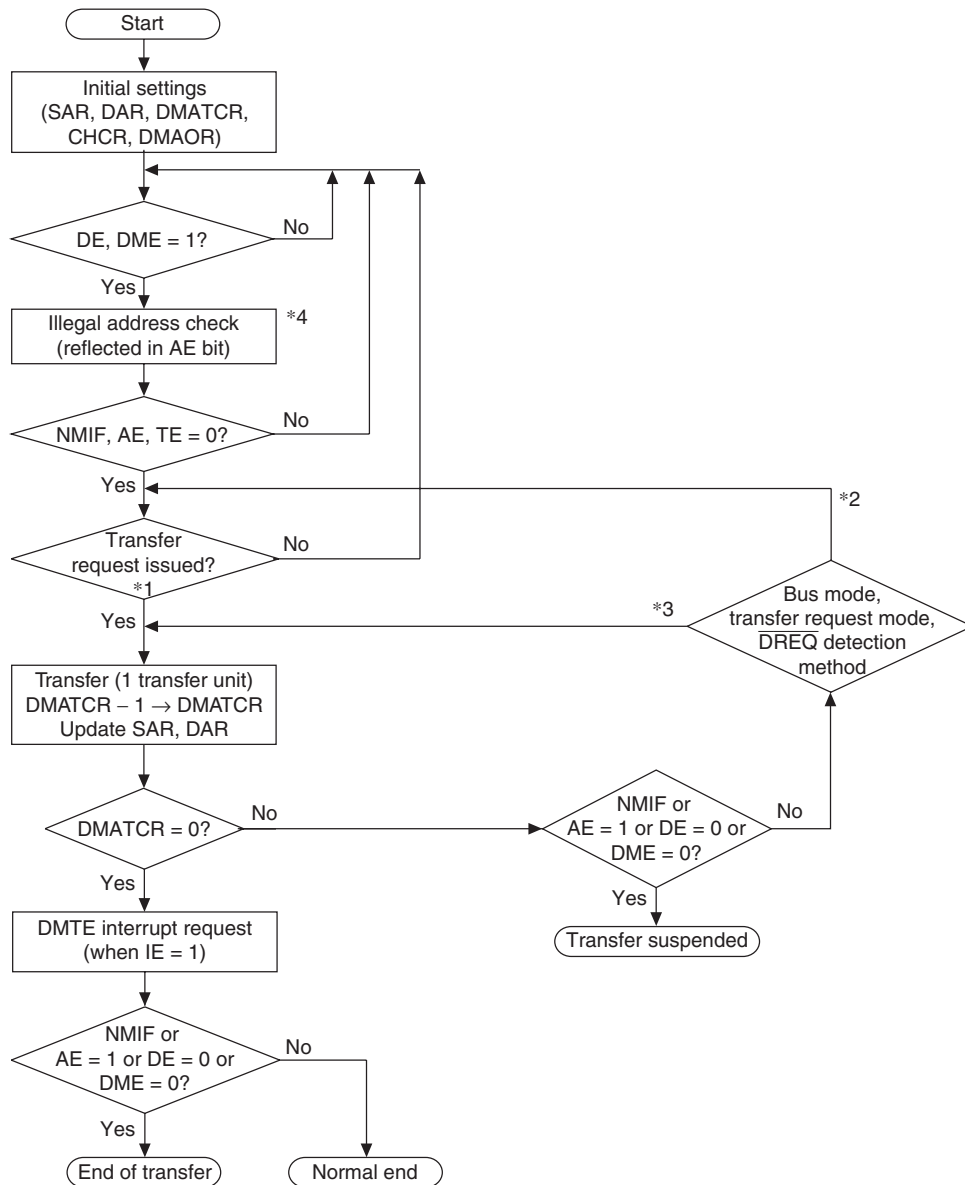 Start
Initial settings
(SAR, DAR, DMATCR,
CHCR, DMAOR)
DE, DME = 1?
No
Yes
Illegal address check
(reflected in AE bit)
*4
NMIF, AE, TE = 0?
No
Yes
*2
Transfer
request issued?
*1
No
Yes
*3
Bus mode,
transfer request mode,
DREQ detection
method
Transfer (1 transfer unit)
DMATCR – 1 → DMATCR
Update SAR, DAR
DMATCR = 0?
No
Yes
NMIF or
AE = 1 or DE = 0 or
DME = 0?
No
Yes
Transfer suspended
DMTE interrupt request
(when IE = 1)
NMIF or
AE = 1 or DE = 0 or
DME = 0?
No
Yes
End of transfer
Normal end